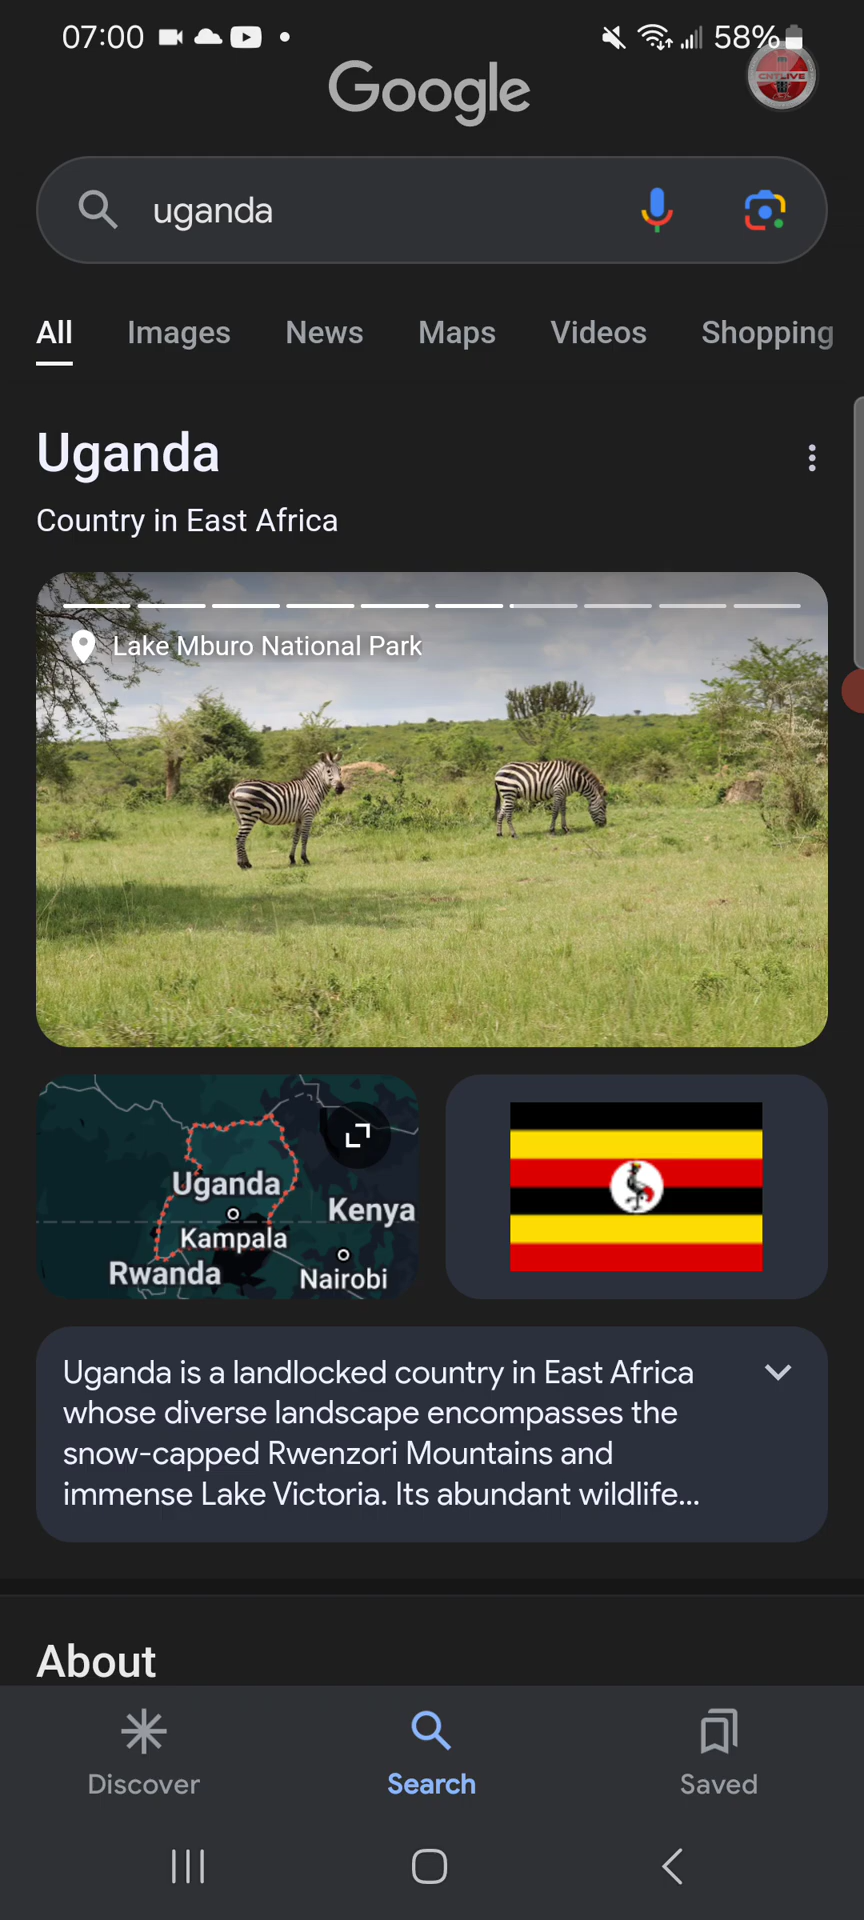 07:00 58%
Google
CNTLIVE
uganda
All Images News Maps Videos Shopping
Uganda
Country in East Africa
Lake Mburo National Park
Uganda
Kenya
Kampala
Rwanda
Nairobi
Uganda is a landlocked country in East Africa
whose diverse landscape encompasses the
snow-capped Rwenzori Mountains and
immense Lake Victoria. Its abundant wildlife...
About
Discover Search Saved